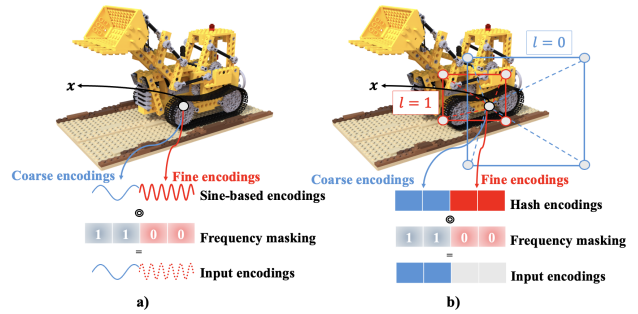 l = 0
x
l = 1
Coarse encodings
Fine encodings
Sine-based encodings
⊚
1 1 0 0 Frequency masking
=
Input encodings
a)
x
Coarse encodings
Fine encodings
Hash encodings
⊚
1 1 0 0 Frequency masking
=
Input encodings
b)